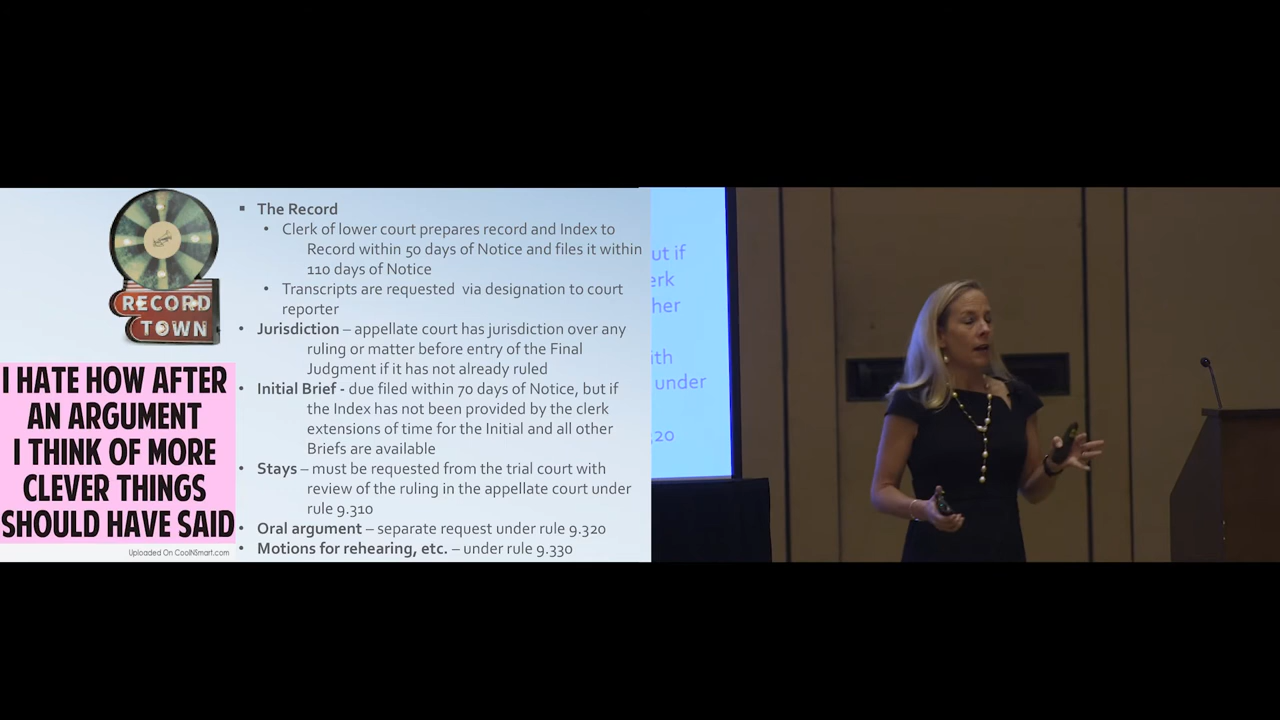 RECORD
TOWN
I HATE HOW AFTER
AN ARGUMENT
I THINK OF MORE
CLEVER THINGS
SHOULD HAVE SAID
Uploaded On CoolNSmart.com
The Record
Clerk of lower court prepares record and Index to
Record within 50 days of Notice and files it within
110 days of Notice
Transcripts are requested via designation to court
reporter
Jurisdiction – appellate court has jurisdiction over any
ruling or matter before entry of the Final
Judgment if it has not already ruled
Initial Brief - due filed within 70 days of Notice, but if
the Index has not been provided by the clerk
extensions of time for the Initial and all other
Briefs are available
Stays – must be requested from the trial court with
review of the ruling in the appellate court under
rule 9.310
Oral argument – separate request under rule 9.320
Motions for rehearing, etc. – under rule 9.330
ut if
erk
her
ith
under
.320